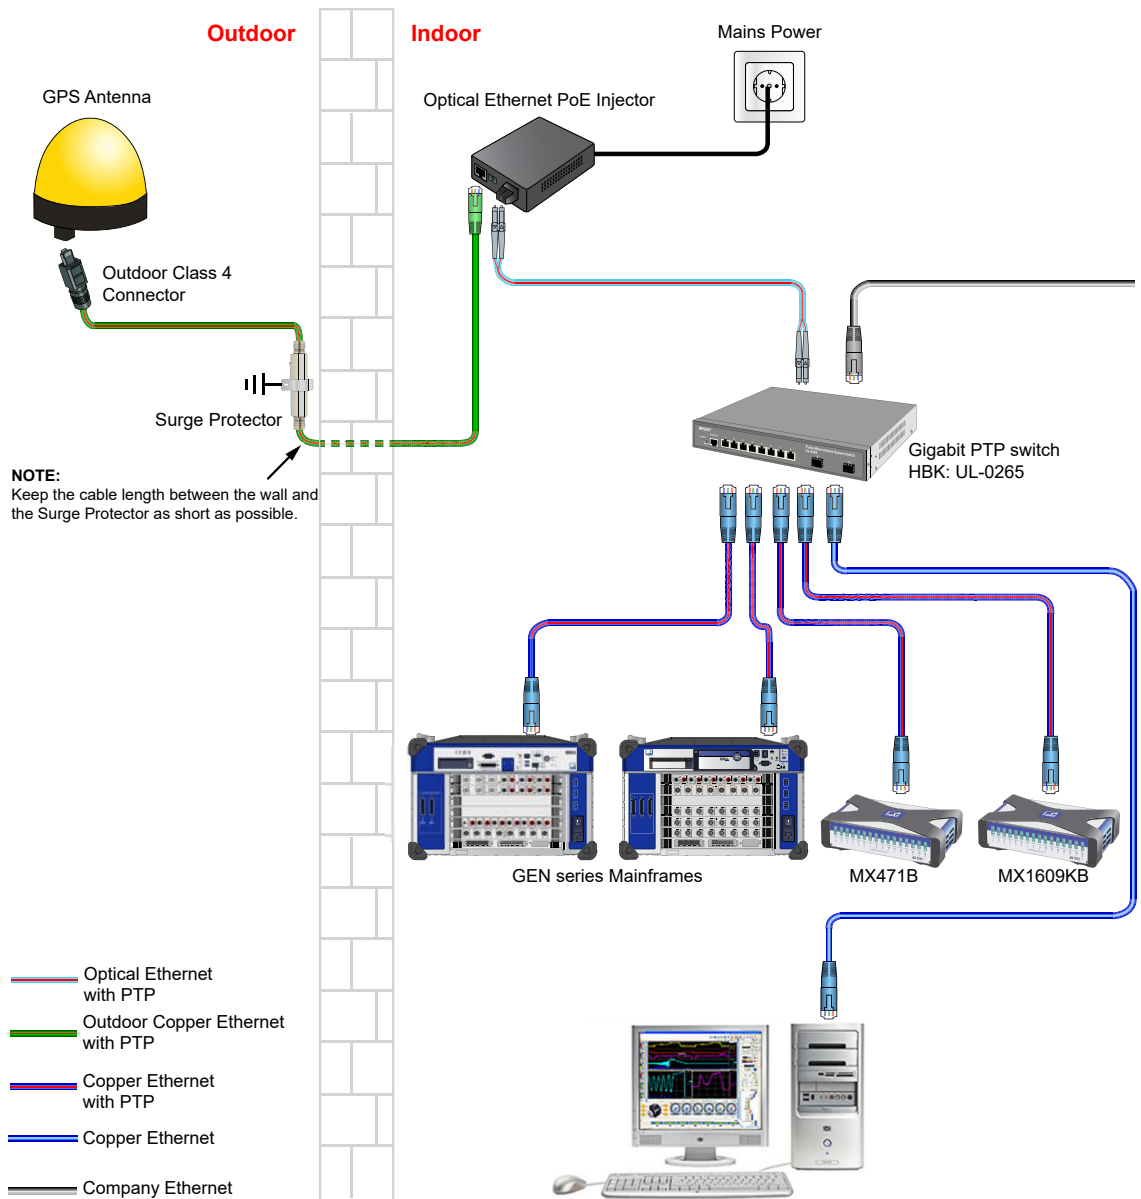 Outdoor
Indoor
Mains Power
GPS Antenna
Optical Ethernet PoE Injector
Outdoor Class 4
Connector
Surge Protector
NOTE:
Keep the cable length between the wall and
the Surge Protector as short as possible.
Gigabit PTP switch
HBK: UL-0265
GEN series Mainframes
MX471B
MX1609KB
Optical Ethernet
with PTP
Outdoor Copper Ethernet
with PTP
Copper Ethernet
with PTP
Copper Ethernet
Company Ethernet